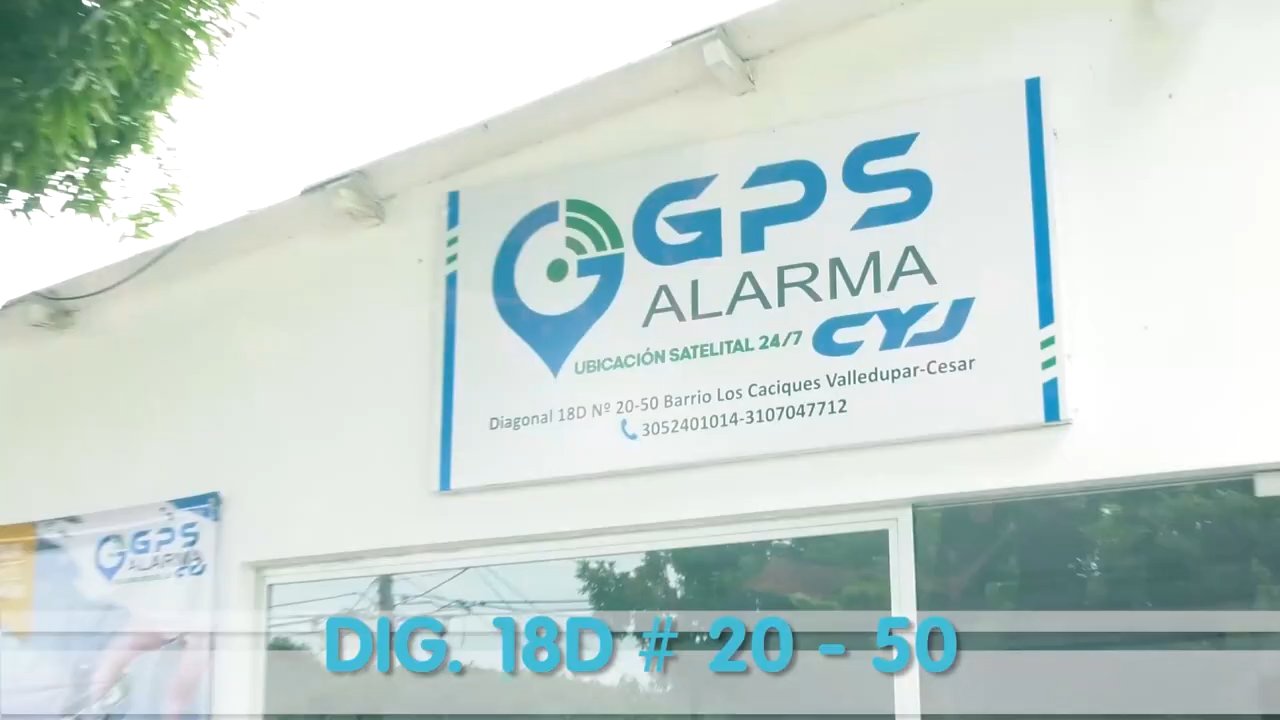 GPS
ALARMA
UBICACIÓN SATELITAL 24/7 CYJ
Diagonal 18D Nº 20-50 Barrio Los Caciques Valledupar-Cesar
3052401014-3107047712
GPS
ALARMA
CYJ
DIG. 18D # 20 - 50